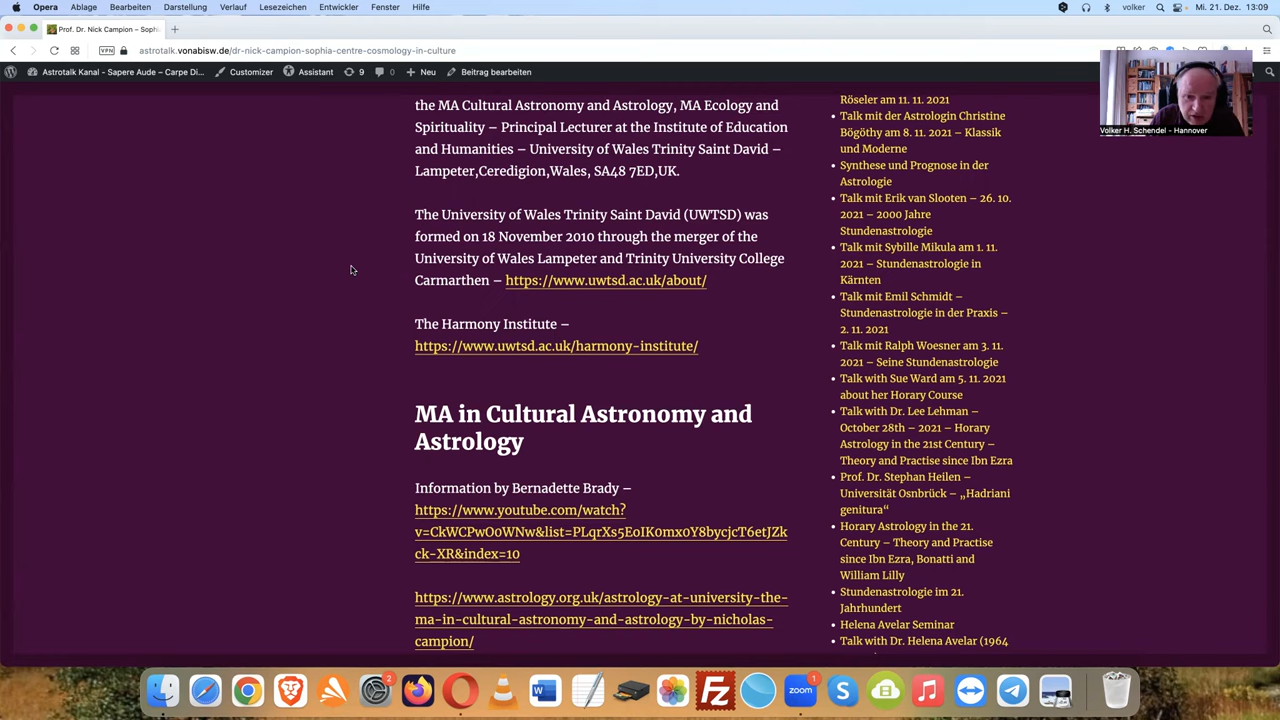 Opera Ablage Bearbeiten Darstellung Verlauf Lesezeichen Entwickler Fenster Hilfe volker Mi. 21. Dez. 13:09
Prof. Dr. Nick Campion – Sophi
VPN astrotalk.vonabisw.de/dr-nick-campion-sophia-centre-cosmology-in-culture
Astrotalk Kanal - Sapere Aude – Carpe Di... Customizer Assistant 9 Neu Beitrag bearbeiten
Volker H. Schendel - Hannover
the MA Cultural Astronomy and Astrology, MA Ecology and
Spirituality – Principal Lecturer at the Institute of Education
and Humanities – University of Wales Trinity Saint David –
Lampeter,Ceredigion,Wales, SA48 7ED,UK.
The University of Wales Trinity Saint David (UWTSD) was
formed on 18 November 2010 through the merger of the
University of Wales Lampeter and Trinity University College
Carmarthen – https://www.uwtsd.ac.uk/about/
The Harmony Institute –
https://www.uwtsd.ac.uk/harmony-institute/
MA in Cultural Astronomy and
Astrology
Information by Bernadette Brady –
https://www.youtube.com/watch?
v=CkWCPwO0WNw&list=PLqrXs5EoIK0mx0Y8bycjcT6etJZk
ck-XR&index=10
https://www.astrology.org.uk/astrology-at-university-the-
ma-in-cultural-astronomy-and-astrology-by-nicholas-
campion/
Röseler am 11. 11. 2021
Talk mit der Astrologin Christine
Bögöthy am 8. 11. 2021 – Klassik
und Moderne
Synthese und Prognose in der
Astrologie
Talk mit Erik van Slooten – 26. 10.
2021 – 2000 Jahre
Stundenastrologie
Talk mit Sybille Mikula am 1. 11.
2021 – Stundenastrologie in
Kärnten
Talk mit Emil Schmidt –
Stundenastrologie in der Praxis –
2. 11. 2021
Talk mit Ralph Woesner am 3. 11.
2021 – Seine Stundenastrologie
Talk with Sue Ward am 5. 11. 2021
about her Horary Course
Talk with Dr. Lee Lehman –
October 28th – 2021 – Horary
Astrology in the 21st Century –
Theory and Practise since Ibn Ezra
Prof. Dr. Stephan Heilen –
Universität Osnbrück – „Hadriani
genitura“
Horary Astrology in the 21.
Century – Theory and Practise
since Ibn Ezra, Bonatti and
William Lilly
Stundenastrologie im 21.
Jahrhundert
Helena Avelar Seminar
Talk with Dr. Helena Avelar (1964
2
1
zoom